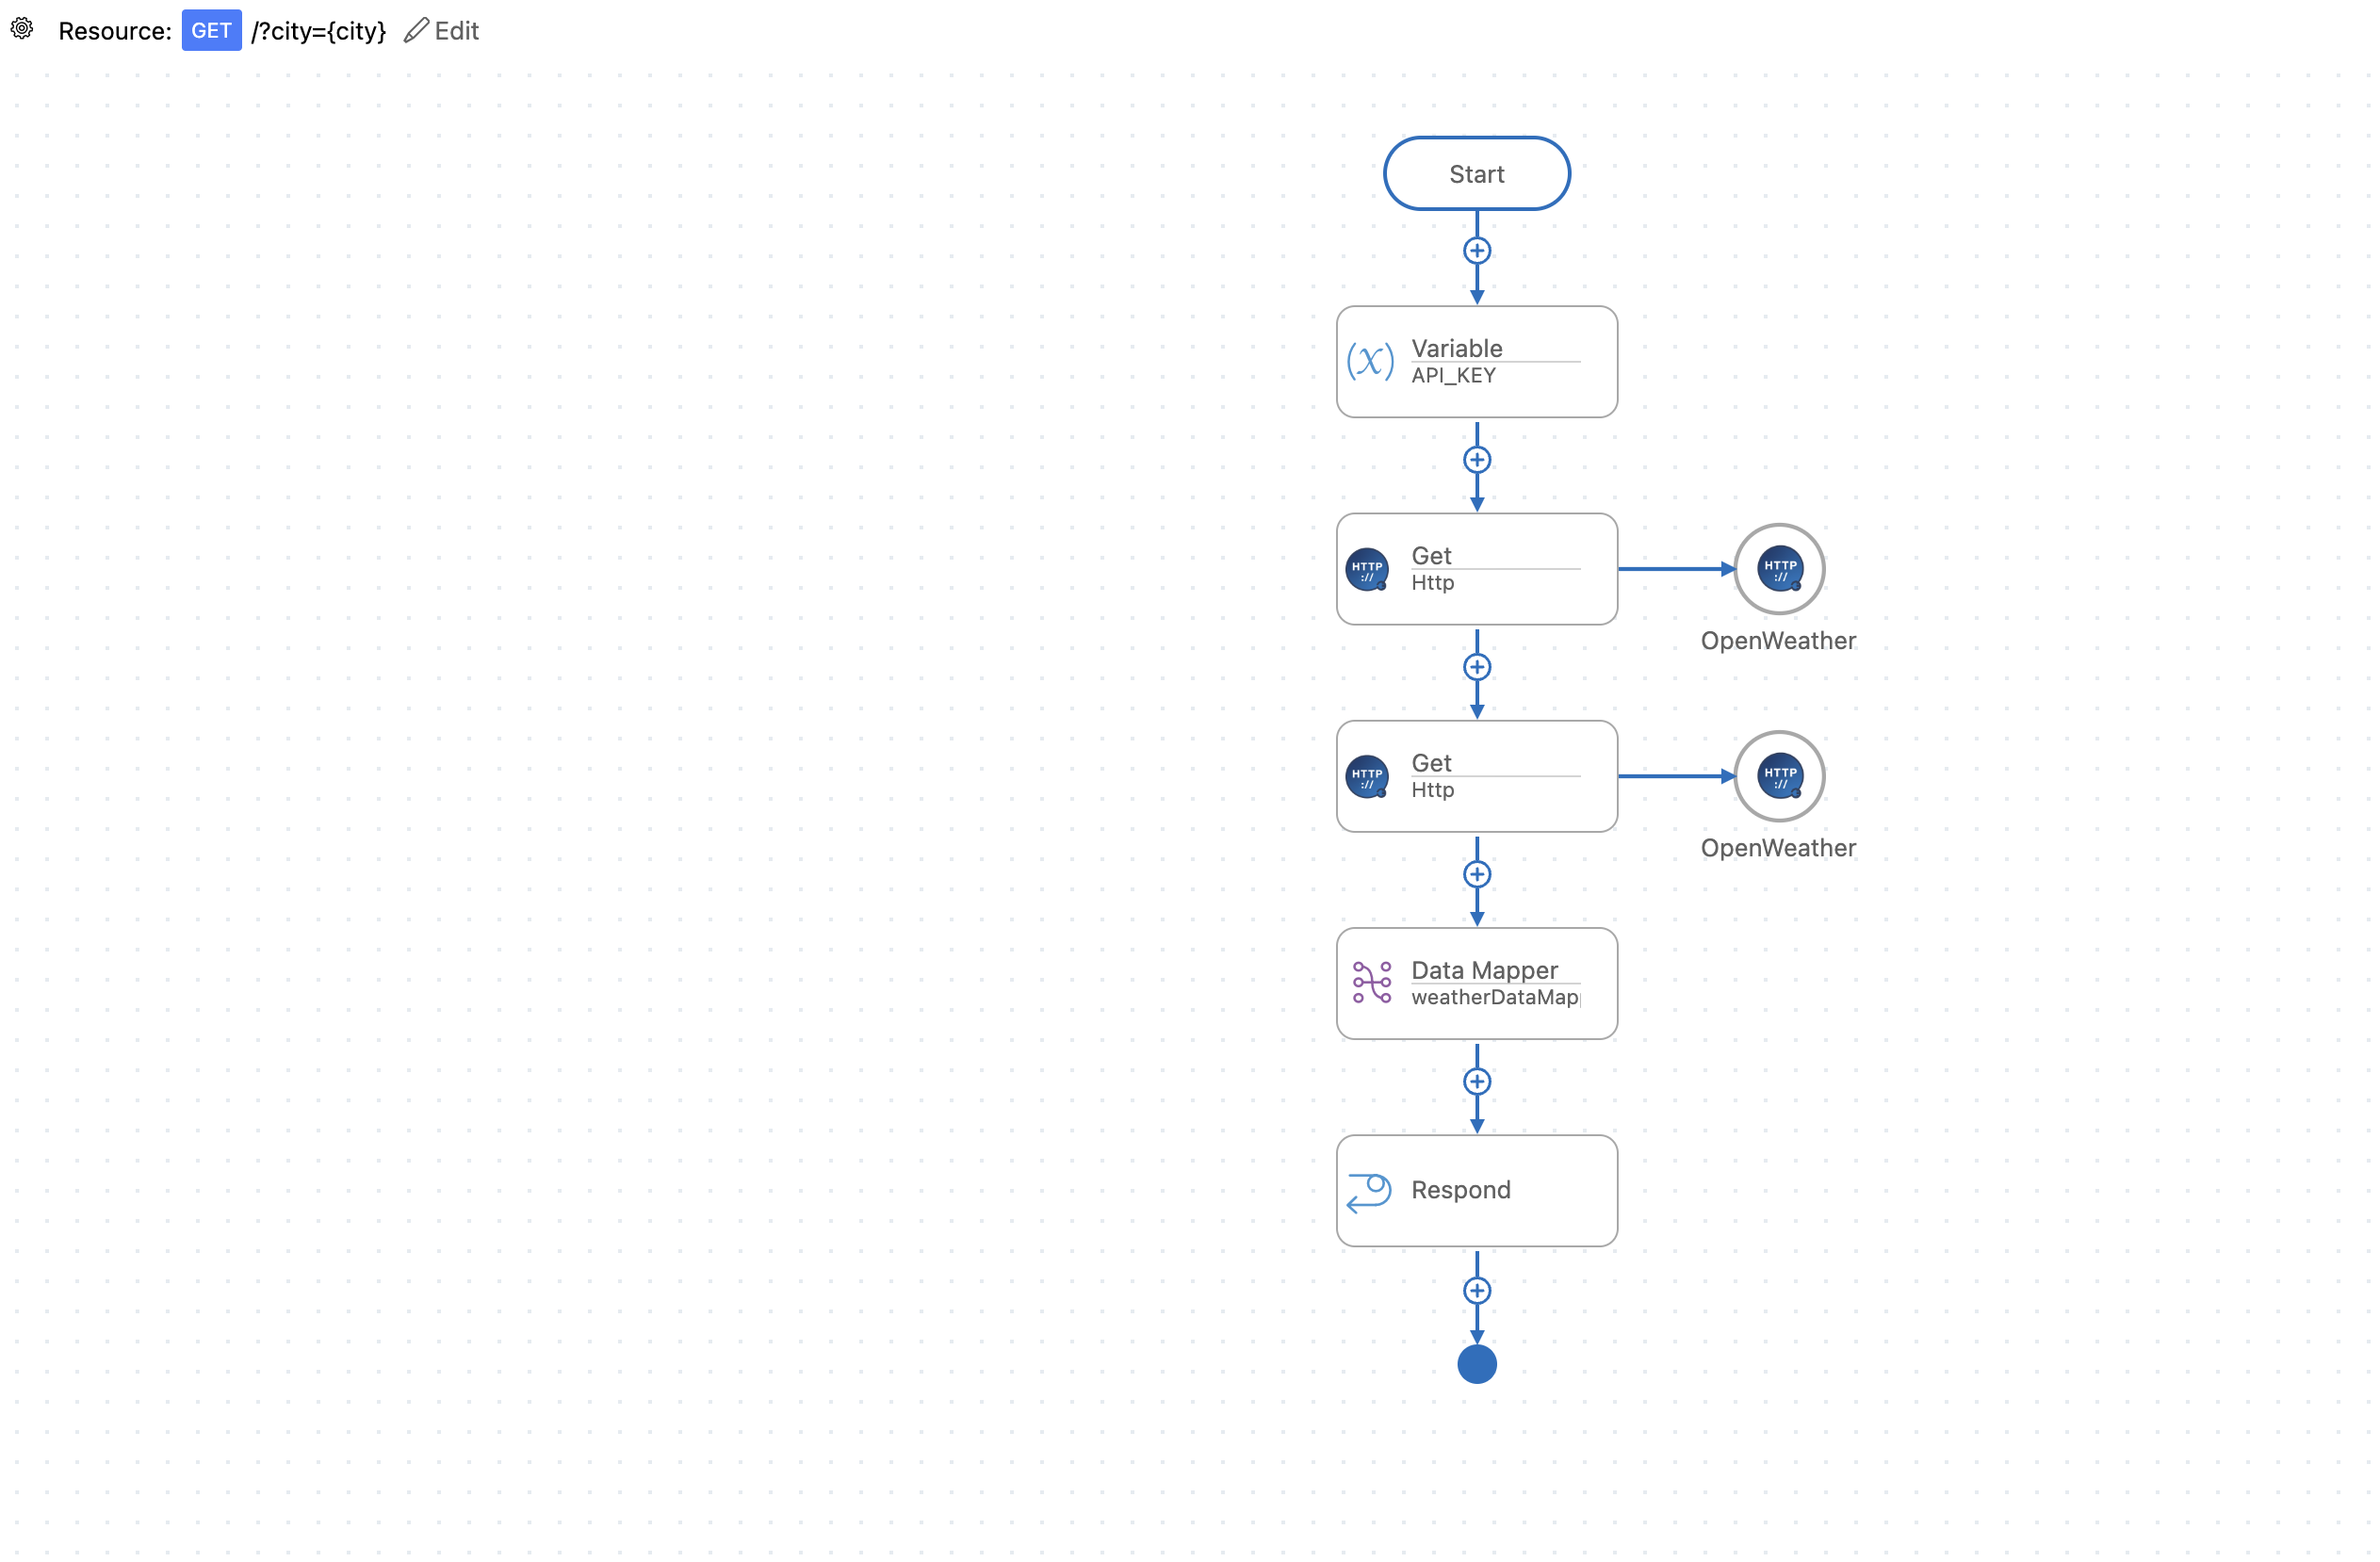 Resource: GET /?city={city} Edit
Start
Variable
API_KEY
Get
Http
HTTP
://
HTTP
://
OpenWeather
Get
Http
HTTP
://
HTTP
://
OpenWeather
Data Mapper
weatherDataMap
Respond